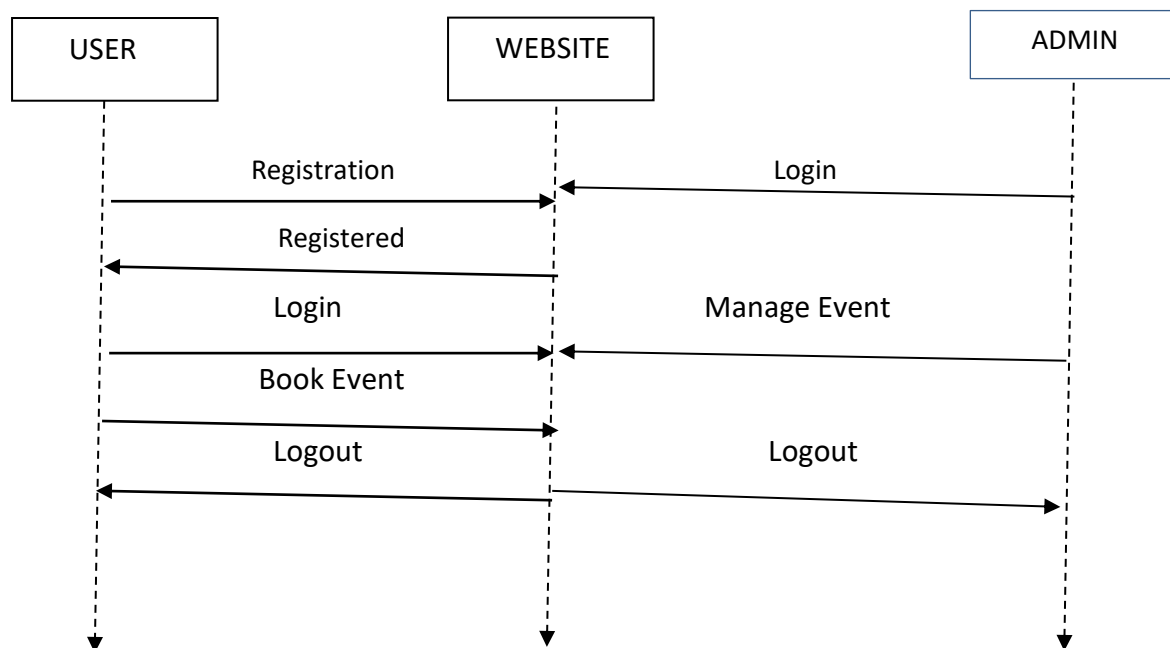 USER
WEBSITE
ADMIN
Registration
Login
Registered
Login
Manage Event
Book Event
Logout
Logout